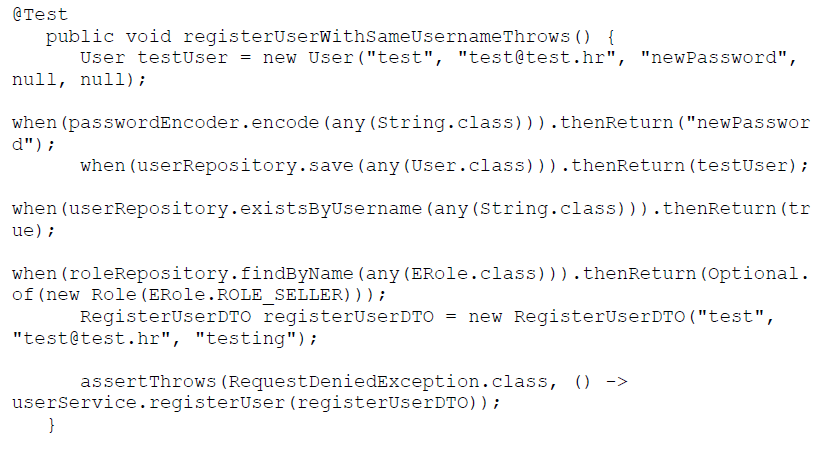 @Test
public void registerUserWithSameUsernameThrows() {
User testUser = new User("test", "test@test.hr", "newPassword",
null, null);
when(passwordEncoder.encode(any(String.class))).thenReturn("newPasswor
d");
when(userRepository.save(any(User.class))).thenReturn(testUser);
when(userRepository.existsByUsername(any(String.class))).thenReturn(tr
ue);
when(roleRepository.findByName(any(ERole.class))).thenReturn(Optional.
of(new Role(ERole.ROLE_SELLER)));
RegisterUserDTO registerUserDTO = new RegisterUserDTO("test",
"test@test.hr", "testing");
assertThrows(RequestDeniedException.class, () ->
userService.registerUser(registerUserDTO));
}